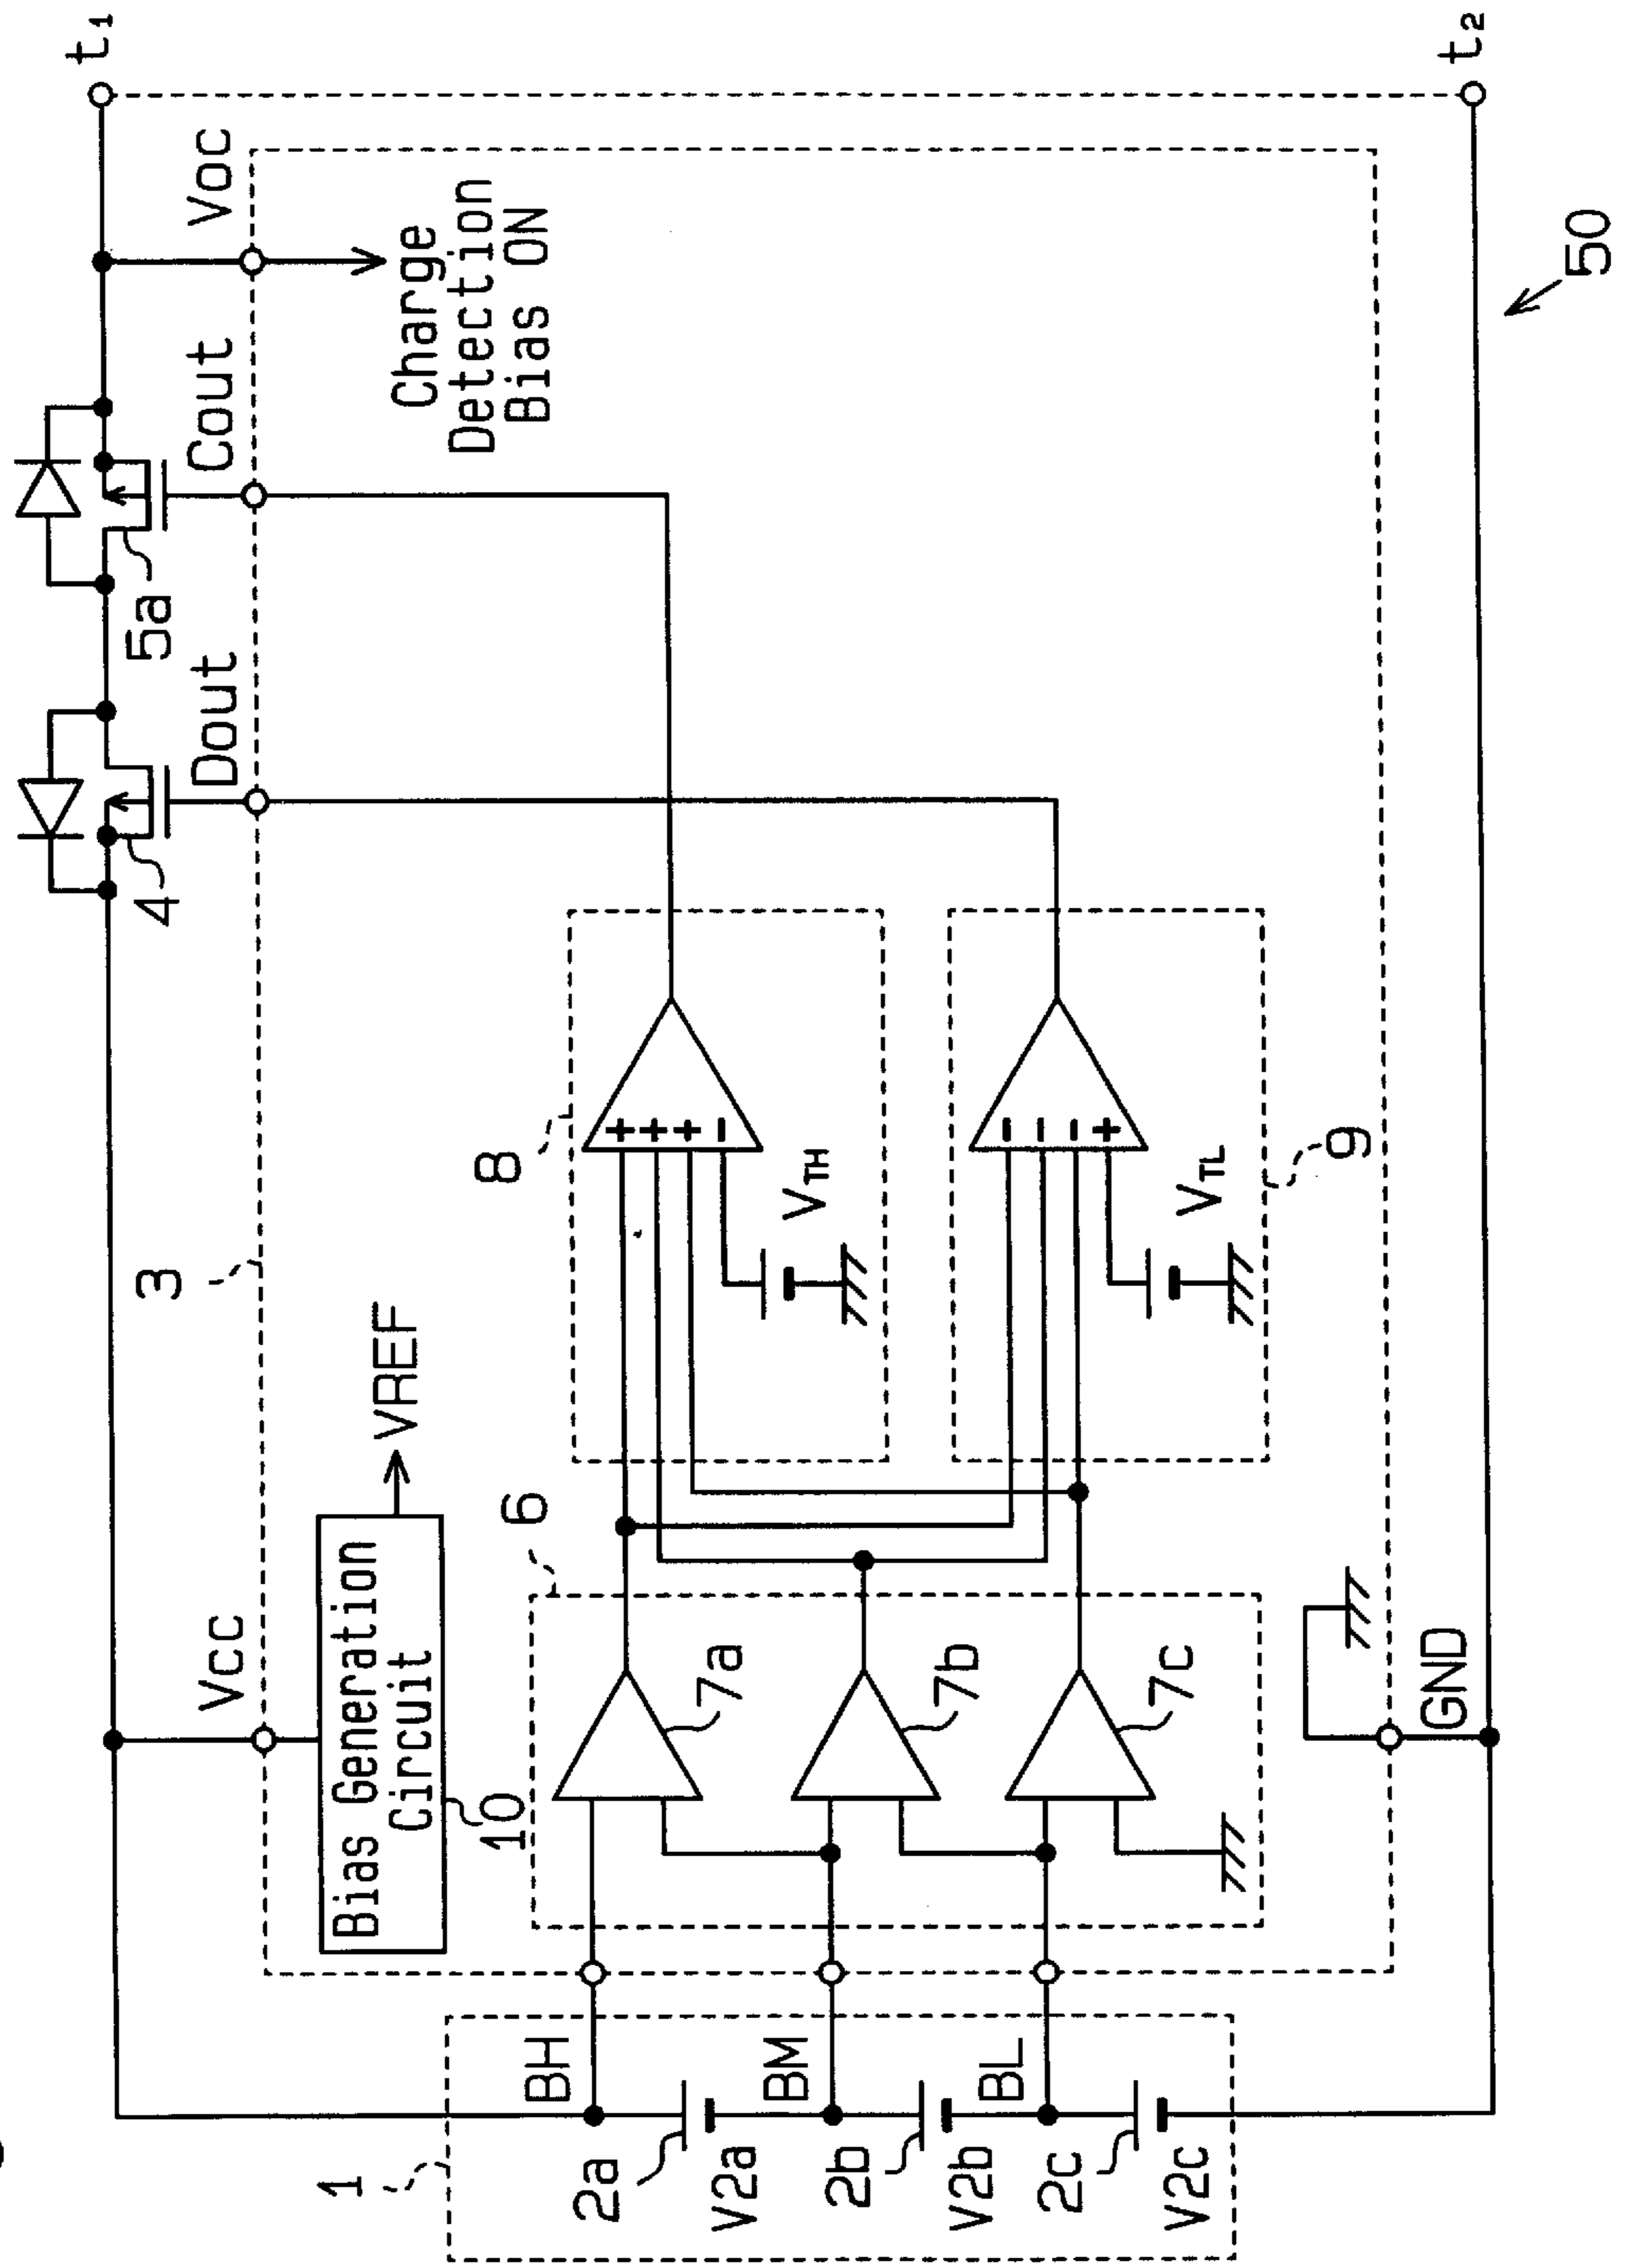 t1
Voc
Cout
5a
Dout
4
Charge
Detection
Bias ON
3
Vcc
Bias Generation
Circuit
VREF
10
6
8
+
+
+
−
VTH
7a
7b
7c
−
−
−
+
VTL
9
1
BH
2a
V2a
BM
2b
V2b
BL
2c
V2c
GND
t2
50